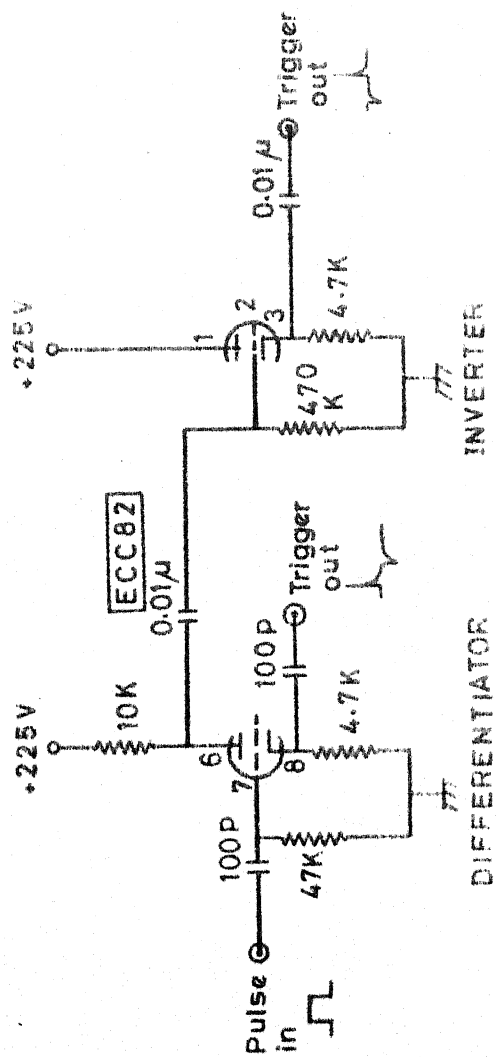 +225V
+225V
ECC82
10K
0.01μ
1
2
3
0.01μ
Trigger
out
6
7
8
100P
Trigger
out
470
K
4.7K
Pulse
in
100P
47K
4.7K
DIFFERENTIATOR
INVERTER